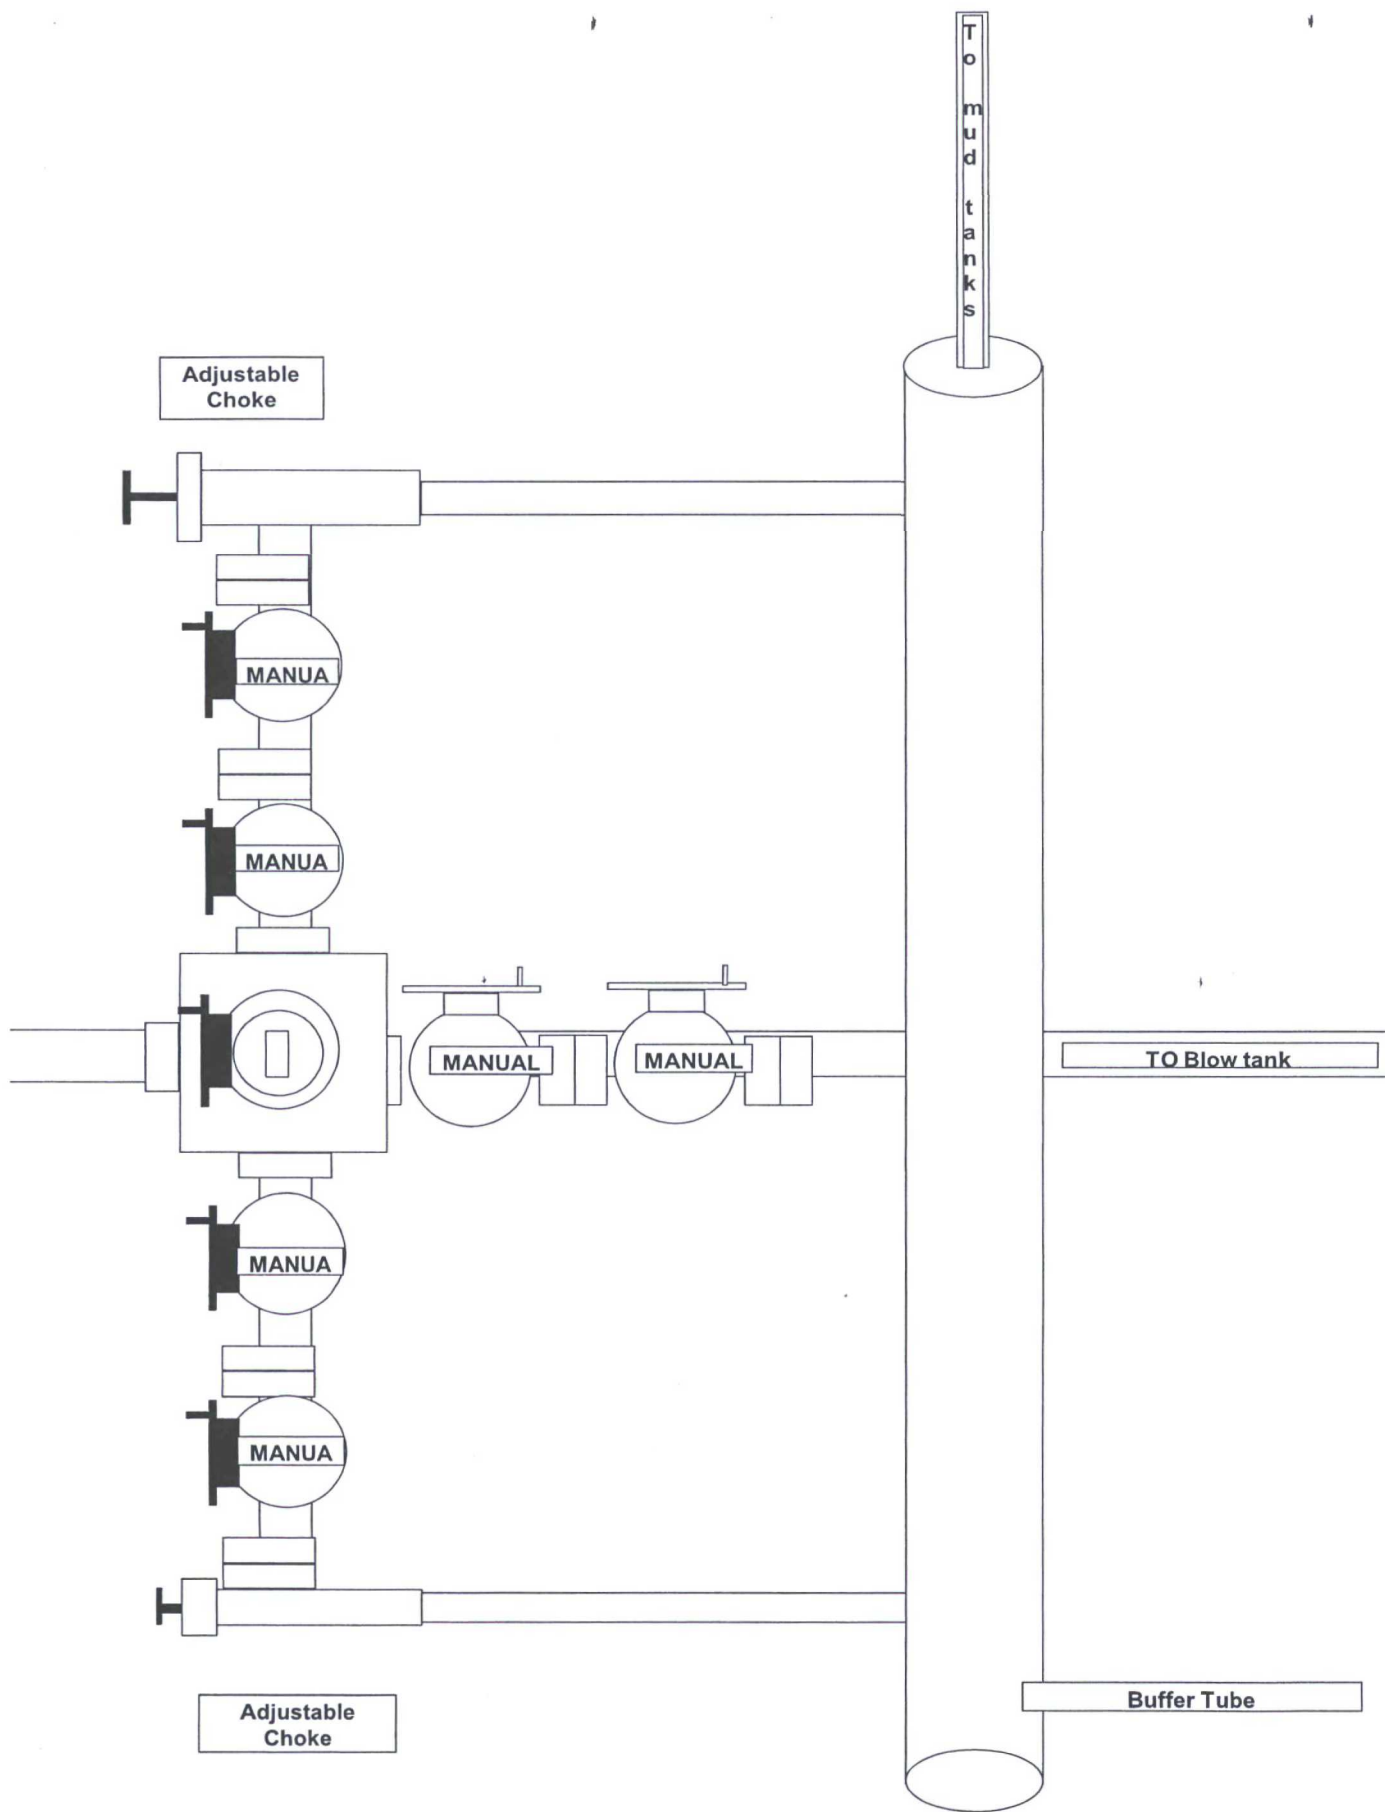 To mud tanks
Adjustable
Choke
MANUA
MANUA
MANUAL
MANUAL
TO Blow tank
MANUA
MANUA
Buffer Tube
Adjustable
Choke